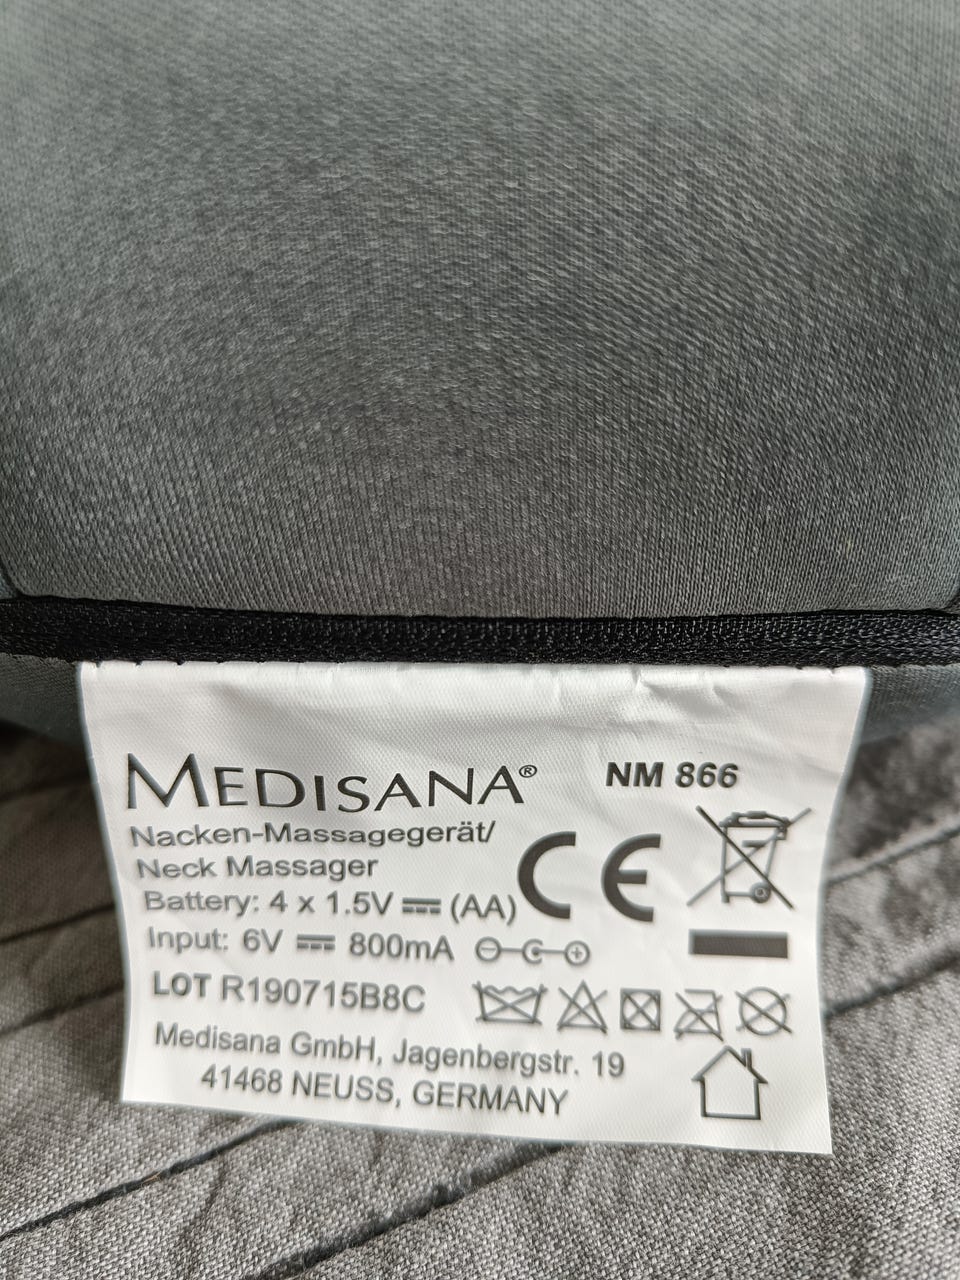 MEDISANA® NM 866
Nacken-Massagegerät/
Neck Massager
Battery: 4 x 1.5V ⎓ (AA)
CE
Input: 6V ⎓ 800mA
LOT R190715B8C
Medisana GmbH, Jagenbergstr. 19
41468 NEUSS, GERMANY